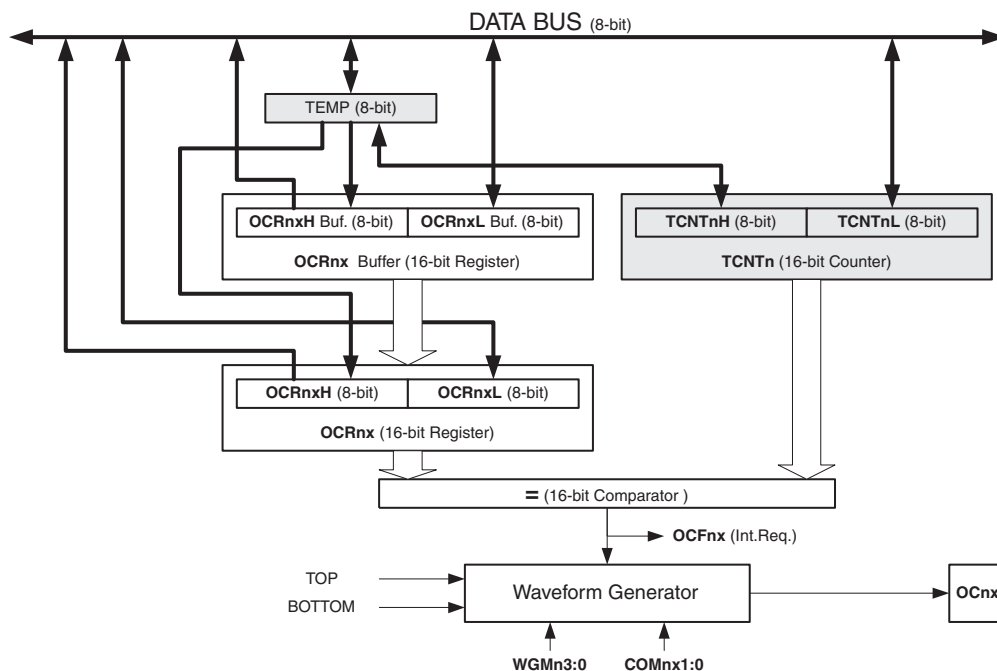 DATA BUS (8-bit)
TEMP (8-bit)
OCRnxH Buf. (8-bit) OCRnxL Buf. (8-bit)
OCRnx Buffer (16-bit Register)
TCNTnH (8-bit) TCNTnL (8-bit)
TCNTn (16-bit Counter)
OCRnxH (8-bit) OCRnxL (8-bit)
OCRnx (16-bit Register)
= (16-bit Comparator )
OCFnx (Int.Req.)
TOP
BOTTOM
Waveform Generator
OCnx
WGMn3:0 COMnx1:0